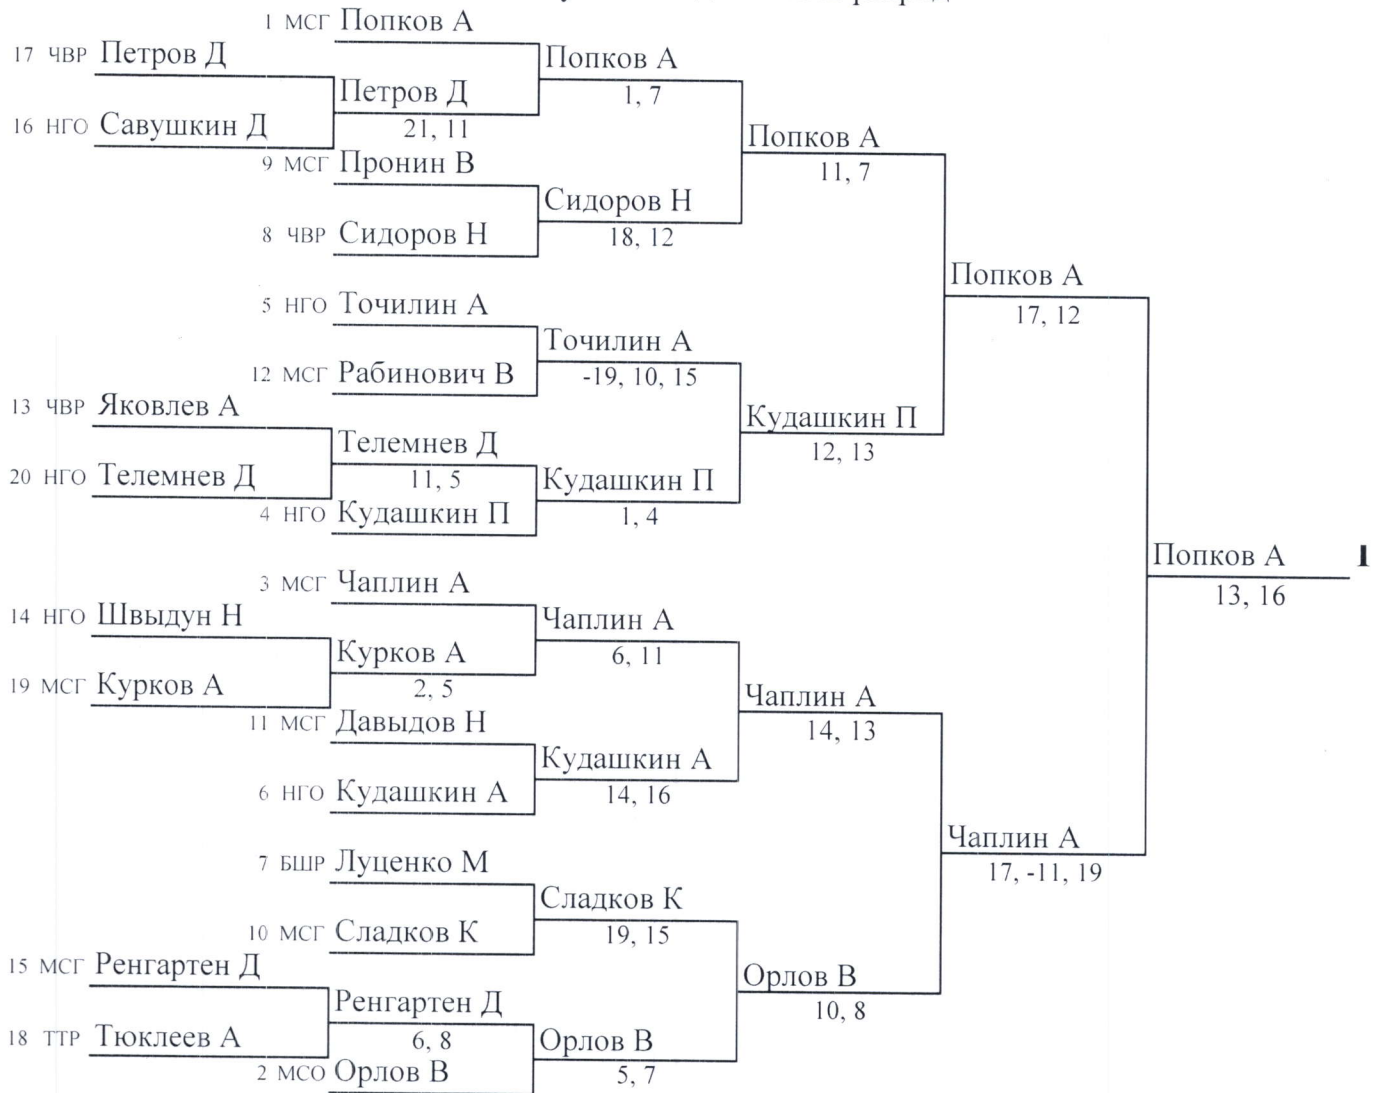 1 МСГ Попков А
17 ЧВР Петров Д
Попков А
1, 7
Петров Д
21, 11
16 НГО Савушкин Д
Попков А
11, 7
9 МСГ Пронин В
Сидоров Н
18, 12
8 ЧВР Сидоров Н
Попков А
17, 12
5 НГО Точилин А
Точилин А
-19, 10, 15
12 МСГ Рабинович В
13 ЧВР Яковлев А
Кудашкин П
12, 13
Телемнев Д
11, 5
20 НГО Телемнев Д
Кудашкин П
1, 4
4 НГО Кудашкин П
Попков А
13, 16
I
3 МСГ Чаплин А
14 НГО Швыдун Н
Чаплин А
6, 11
Курков А
2, 5
19 МСГ Курков А
Чаплин А
14, 13
11 МСГ Давыдов Н
Кудашкин А
14, 16
6 НГО Кудашкин А
Чаплин А
17, -11, 19
7 БШР Луценко М
Сладков К
19, 15
10 МСГ Сладков К
15 МСГ Ренгартен Д
Орлов В
10, 8
Ренгартен Д
6, 8
18 ТТР Тюклеев А
Орлов В
5, 7
2 МСО Орлов В